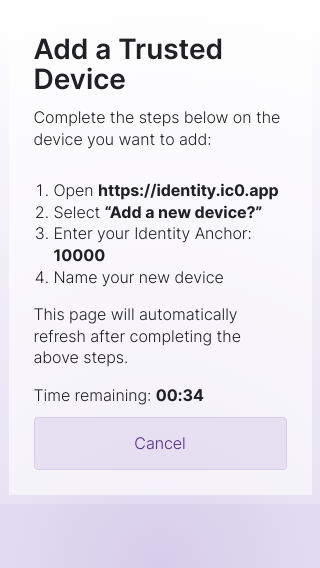 Add a Trusted
Device
Complete the steps below on the
device you want to add:
1. Open https://identity.ic0.app
2. Select “Add a new device?”
3. Enter your Identity Anchor:
10000
4. Name your new device
This page will automatically
refresh after completing the
above steps.
Time remaining: 00:34
Cancel